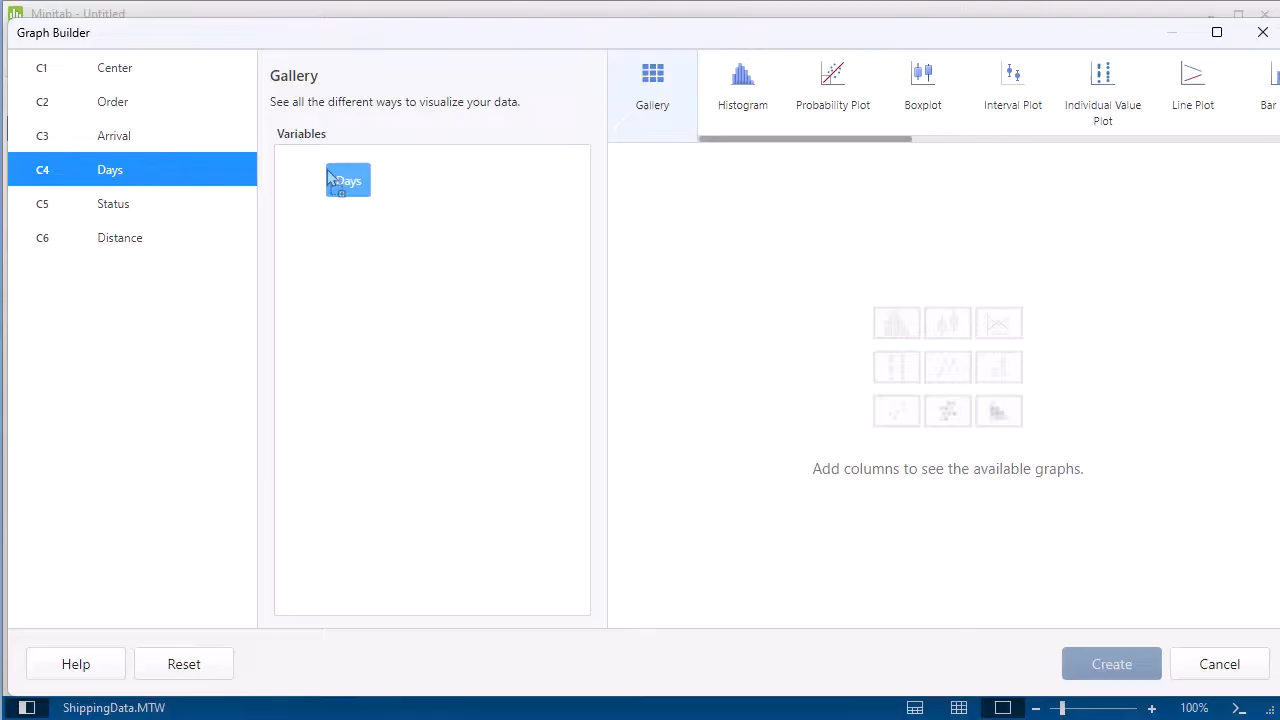 Minitab - Untitled
Graph Builder
C1 Center
C2 Order
C3 Arrival
C4 Days
C5 Status
C6 Distance
Gallery
See all the different ways to visualize your data.
Variables
Days
Gallery
Histogram
Probability Plot
Boxplot
Interval Plot
Individual Value
Plot
Line Plot
Bar
Add columns to see the available graphs.
Help
Reset
Create
Cancel
ShippingData.MTW
100%